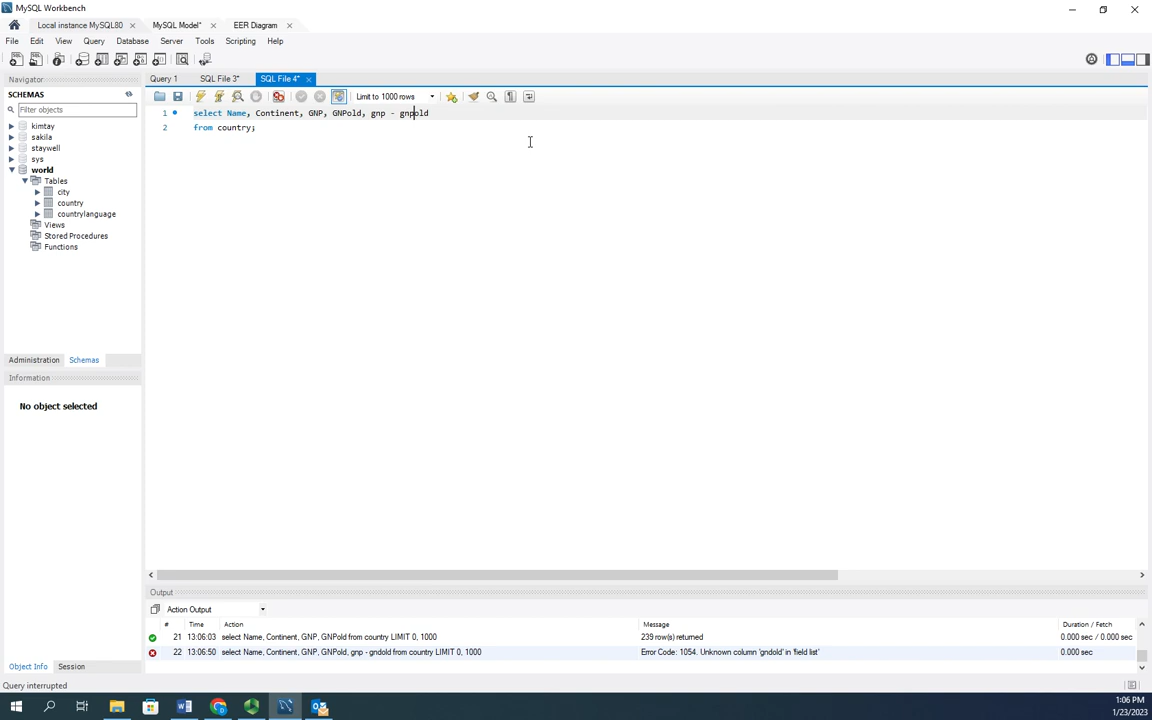 MySQL Workbench
Local instance MySQL80
MySQL Model*
EER Diagram
File Edit View Query Database Server Tools Scripting Help
Navigator
SCHEMAS
Filter objects
kimtay
sakila
staywell
sys
world
Tables
city
country
countrylanguage
Views
Stored Procedures
Functions
Administration Schemas
Information
No object selected
Object Info Session
Query 1 SQL File 3* SQL File 4*
Limit to 1000 rows
1 select Name, Continent, GNP, GNPold, gnp - gnpold
2 from country;
Output
Action Output
# Time Action Message Duration / Fetch
21 13:06:03 select Name, Continent, GNP, GNPold from country LIMIT 0, 1000 239 row(s) returned 0.000 sec / 0.000 sec
22 13:06:50 select Name, Continent, GNP, GNPold, gnp - gndold from country LIMIT 0, 1000 Error Code: 1054. Unknown column 'gndold' in 'field list' 0.000 sec
Query interrupted
1:06 PM
1/23/2023